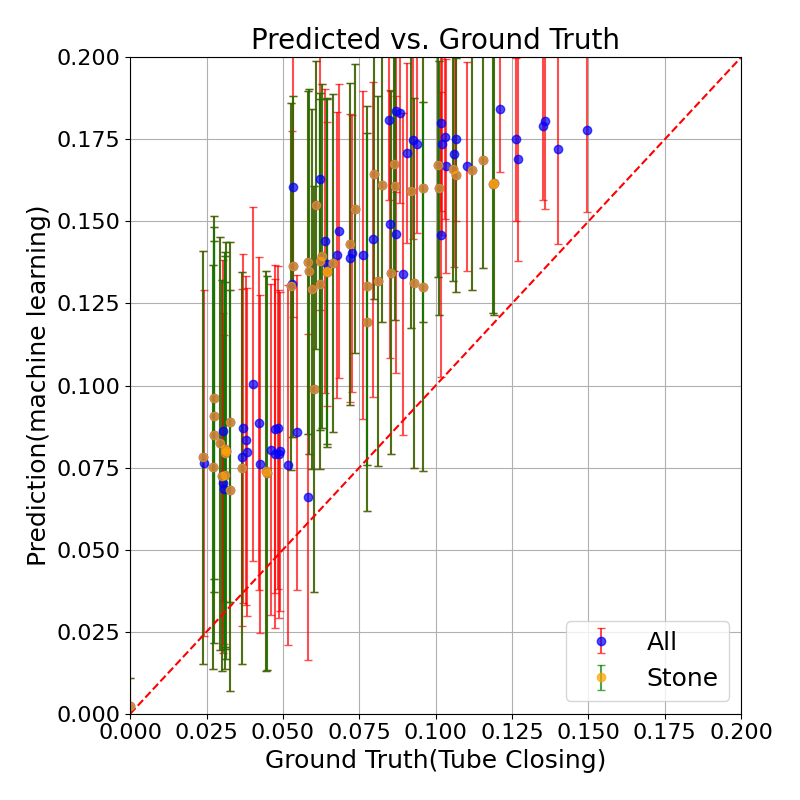 Predicted vs. Ground Truth
Prediction(machine learning)
0.200
0.175
0.150
0.125
0.100
0.075
0.050
0.025
0.000
0.000 0.025 0.050 0.075 0.100 0.125 0.150 0.175 0.200
Ground Truth(Tube Closing)
All
Stone